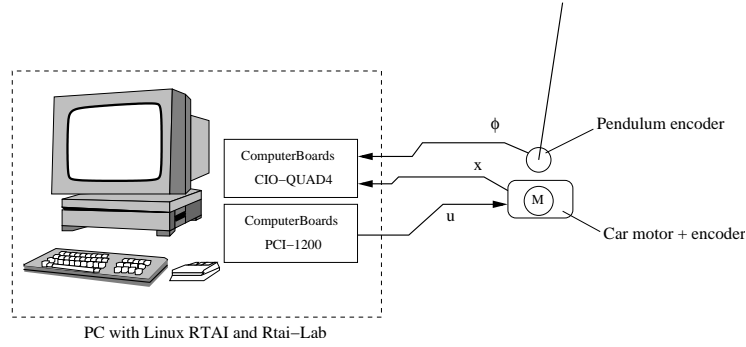 ϕ
Pendulum encoder
ComputerBoards
CIO−QUAD4
x
M
ComputerBoards
PCI−1200
u
Car motor + encoder
PC with Linux RTAI and Rtai−Lab